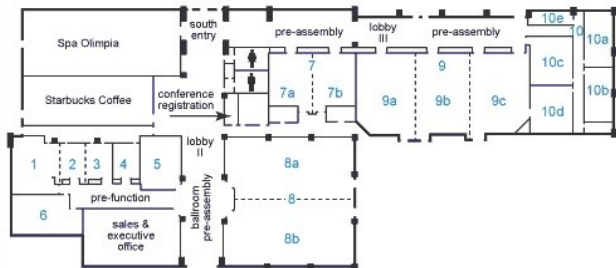 Spa Olimpia
south
entry
pre-assembly
lobby
III
pre-assembly
10e
10
10a
7
9
10c
Starbucks Coffee
conference
registration
7a
7b
9a
9b
9c
10b
10d
lobby
II
1
2
3
4
5
8a
pre-function
ballroom
pre-assembly
8
6
sales &
executive
office
8b